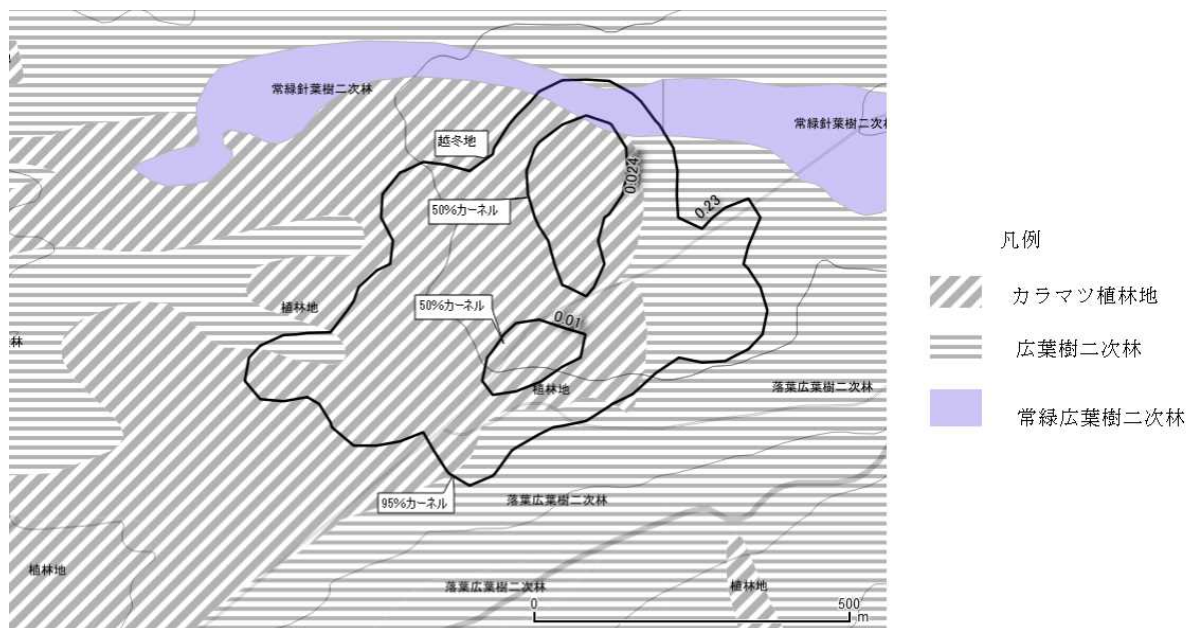 常緑針葉樹二次林
常緑針葉樹二次林
越冬地
0.024
50%カーネル
0.23
凡例
カラマツ植林地
50%カーネル
植林地
0.01
林
広葉樹二次林
植林地
落葉広葉樹二次林
常緑広葉樹二次林
95%カーネル
落葉広葉樹二次林
植林地
落葉広葉樹二次林
植林地
0
500
m